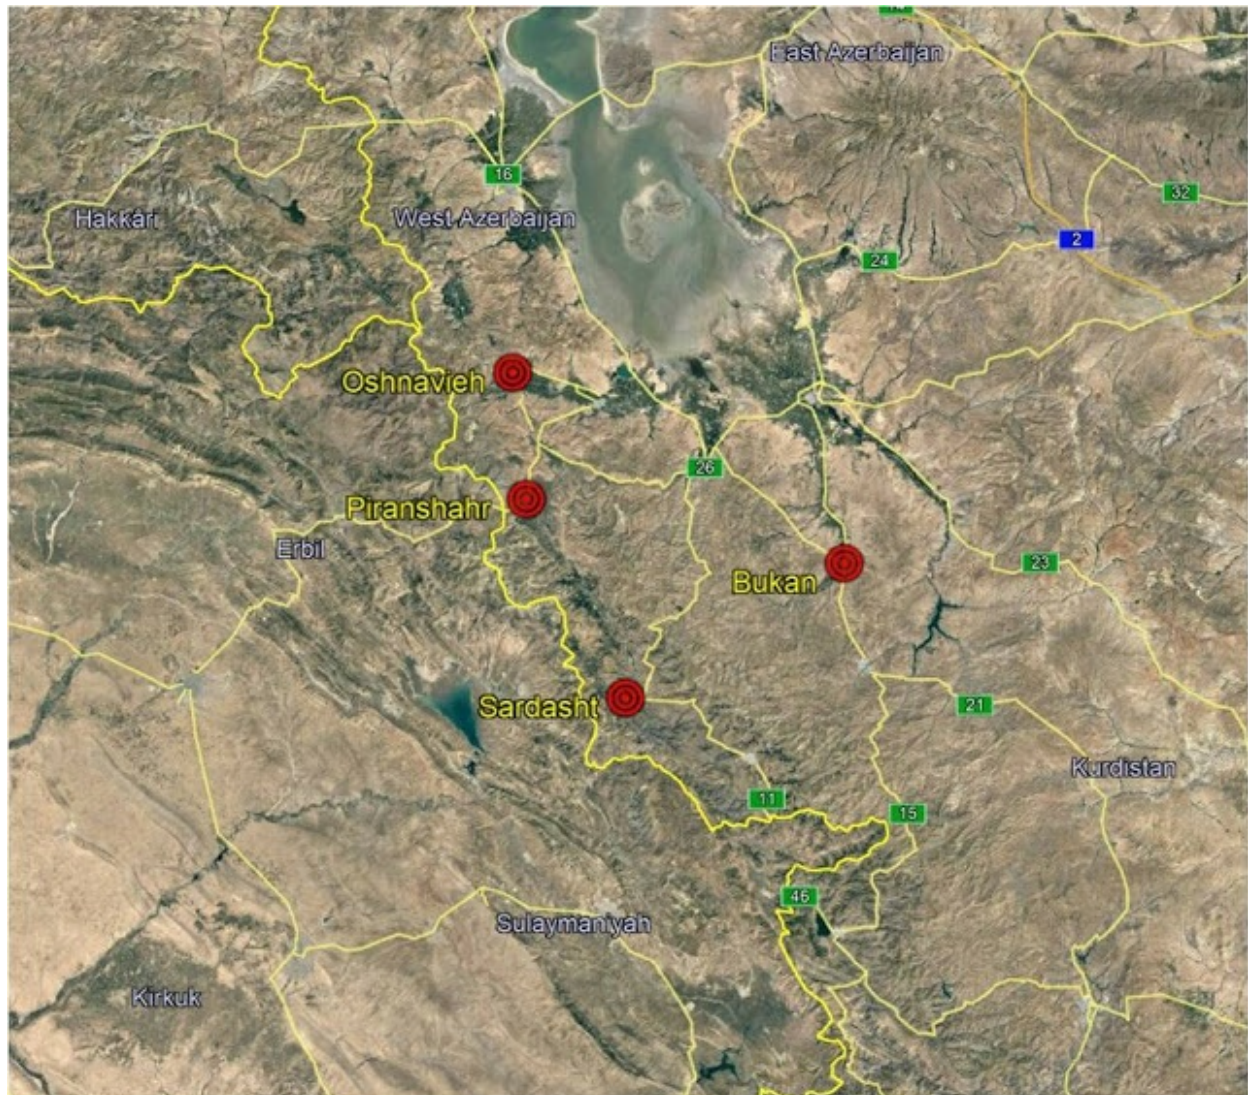 East Azerbaijan
16
32
Hakkâri
West Azerbaijan
2
24
Oshnavieh
26
Piranshahr
Erbil
23
Bukan
Sardasht
21
Kurdistan
11
15
46
Sulaymaniyah
Kirkuk